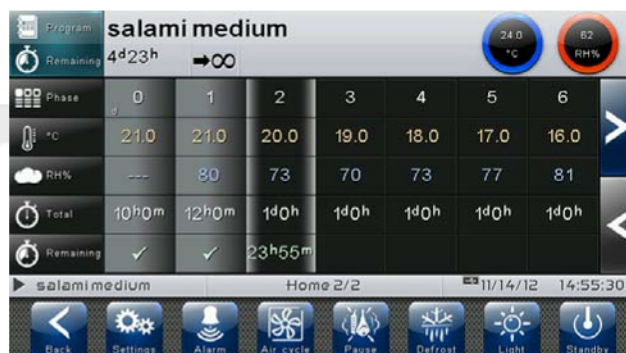 Program salami medium 24.0 °C 62 RH%
Remaining 4d23h →∞
Phase 0 1 2 3 4 5 6
d
°C 21.0 21.0 20.0 19.0 18.0 17.0 16.0
RH% --- 80 73 70 73 77 81
Total 10h0m 12h0m 1d0h 1d0h 1d0h 1d0h 1d0h
Remaining ✓ ✓ 23h55m
salami medium Home 2/2 11/14/12 14:55:30
Back Settings Alarm Air cycle Pause Defrost Light Standby